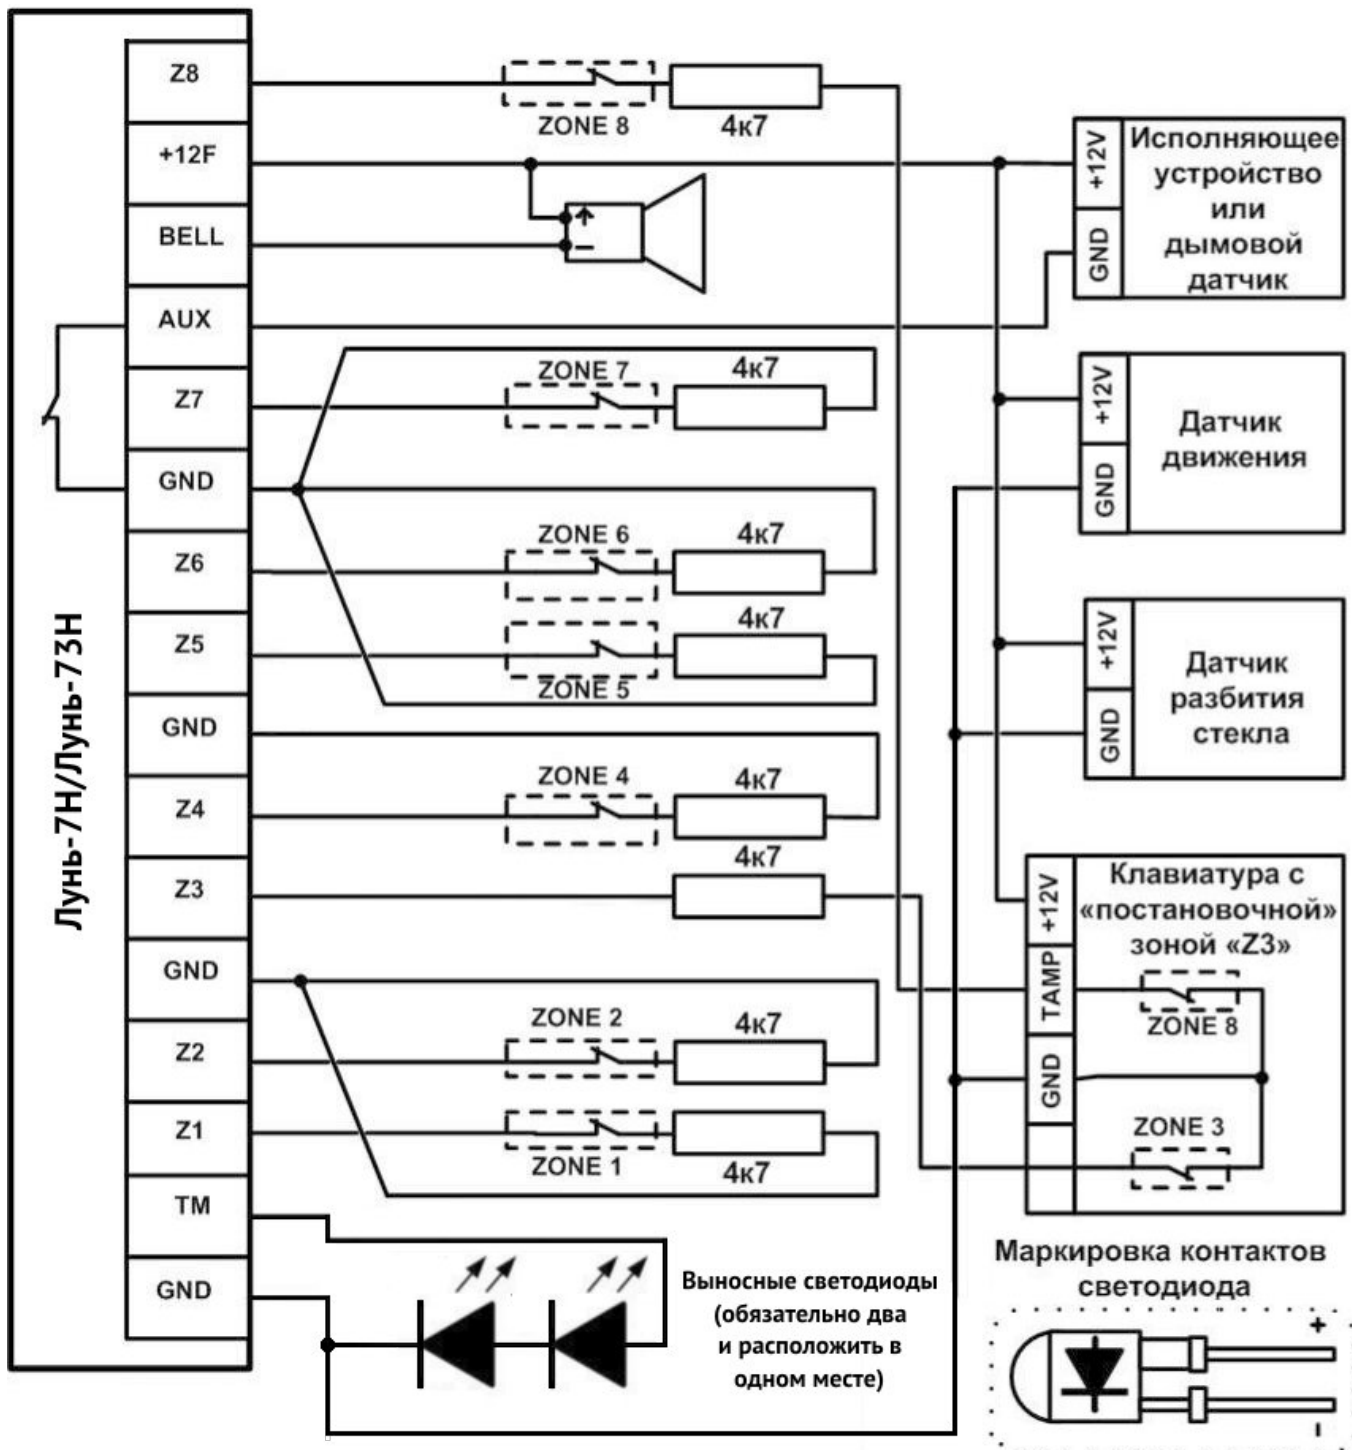 Лунь-7Н/Лунь-73Н
Z8
+12F
BELL
AUX
Z7
GND
Z6
Z5
GND
Z4
Z3
GND
Z2
Z1
TM
GND
ZONE 8
4к7
ZONE 7
4к7
ZONE 6
4к7
4к7
ZONE 5
ZONE 4
4к7
4к7
ZONE 2
4к7
ZONE 1
4к7
Выносные светодиоды
(обязательно два
и расположить в
одном месте)
+12V
GND
Исполняющее
устройство
или
дымовой
датчик
+12V
GND
Датчик
движения
+12V
GND
Датчик
разбития
стекла
+12V
TAMP
GND
Клавиатура с
«постановочной»
зоной «Z3»
ZONE 8
ZONE 3
Маркировка контактов
светодиода
+
–